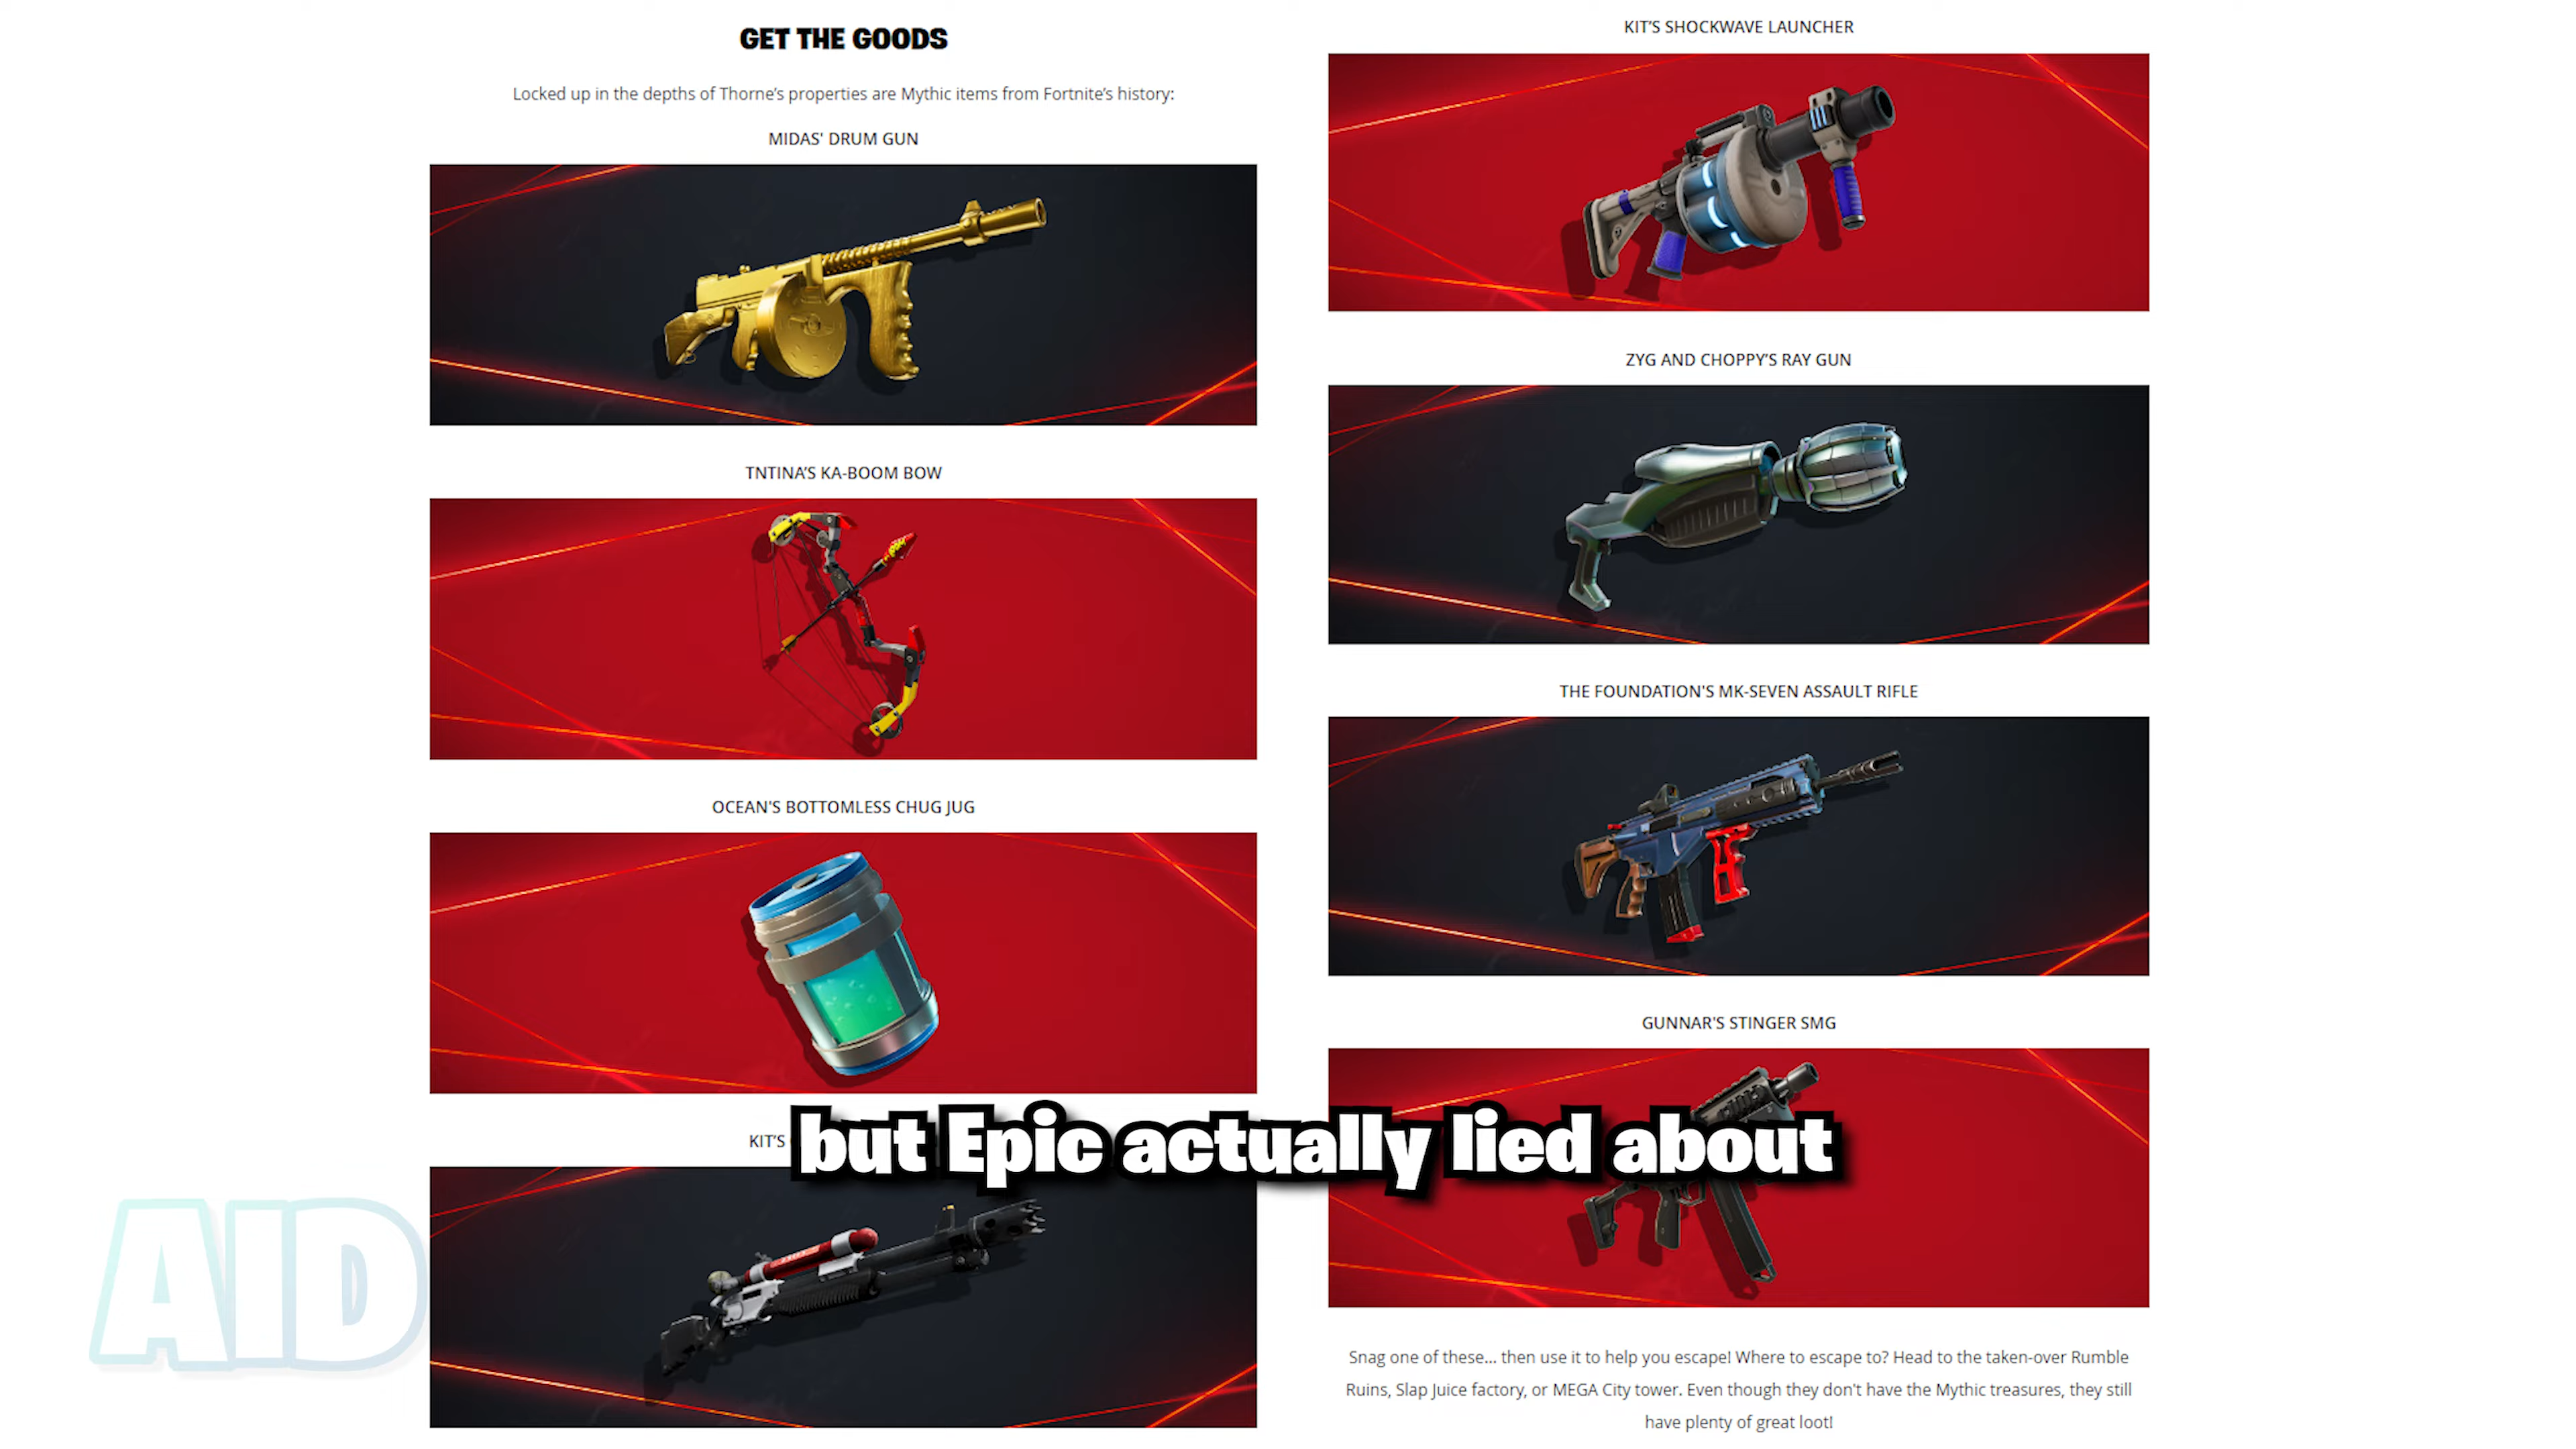 GET THE GOODS
Locked up in the depths of Thorne's properties are Mythic items from Fortnite's history:
MIDAS' DRUM GUN
TNTINA'S KA-BOOM BOW
OCEAN'S BOTTOMLESS CHUG JUG
KIT'S
KIT'S SHOCKWAVE LAUNCHER
ZYG AND CHOPPY'S RAY GUN
THE FOUNDATION'S MK-SEVEN ASSAULT RIFLE
GUNNAR'S STINGER SMG
Snag one of these... then use it to help you escape! Where to escape to? Head to the taken-over Rumble
Ruins, Slap Juice factory, or MEGA City tower. Even though they don't have the Mythic treasures, they still
have plenty of great loot!
but Epic actually lied about
AID